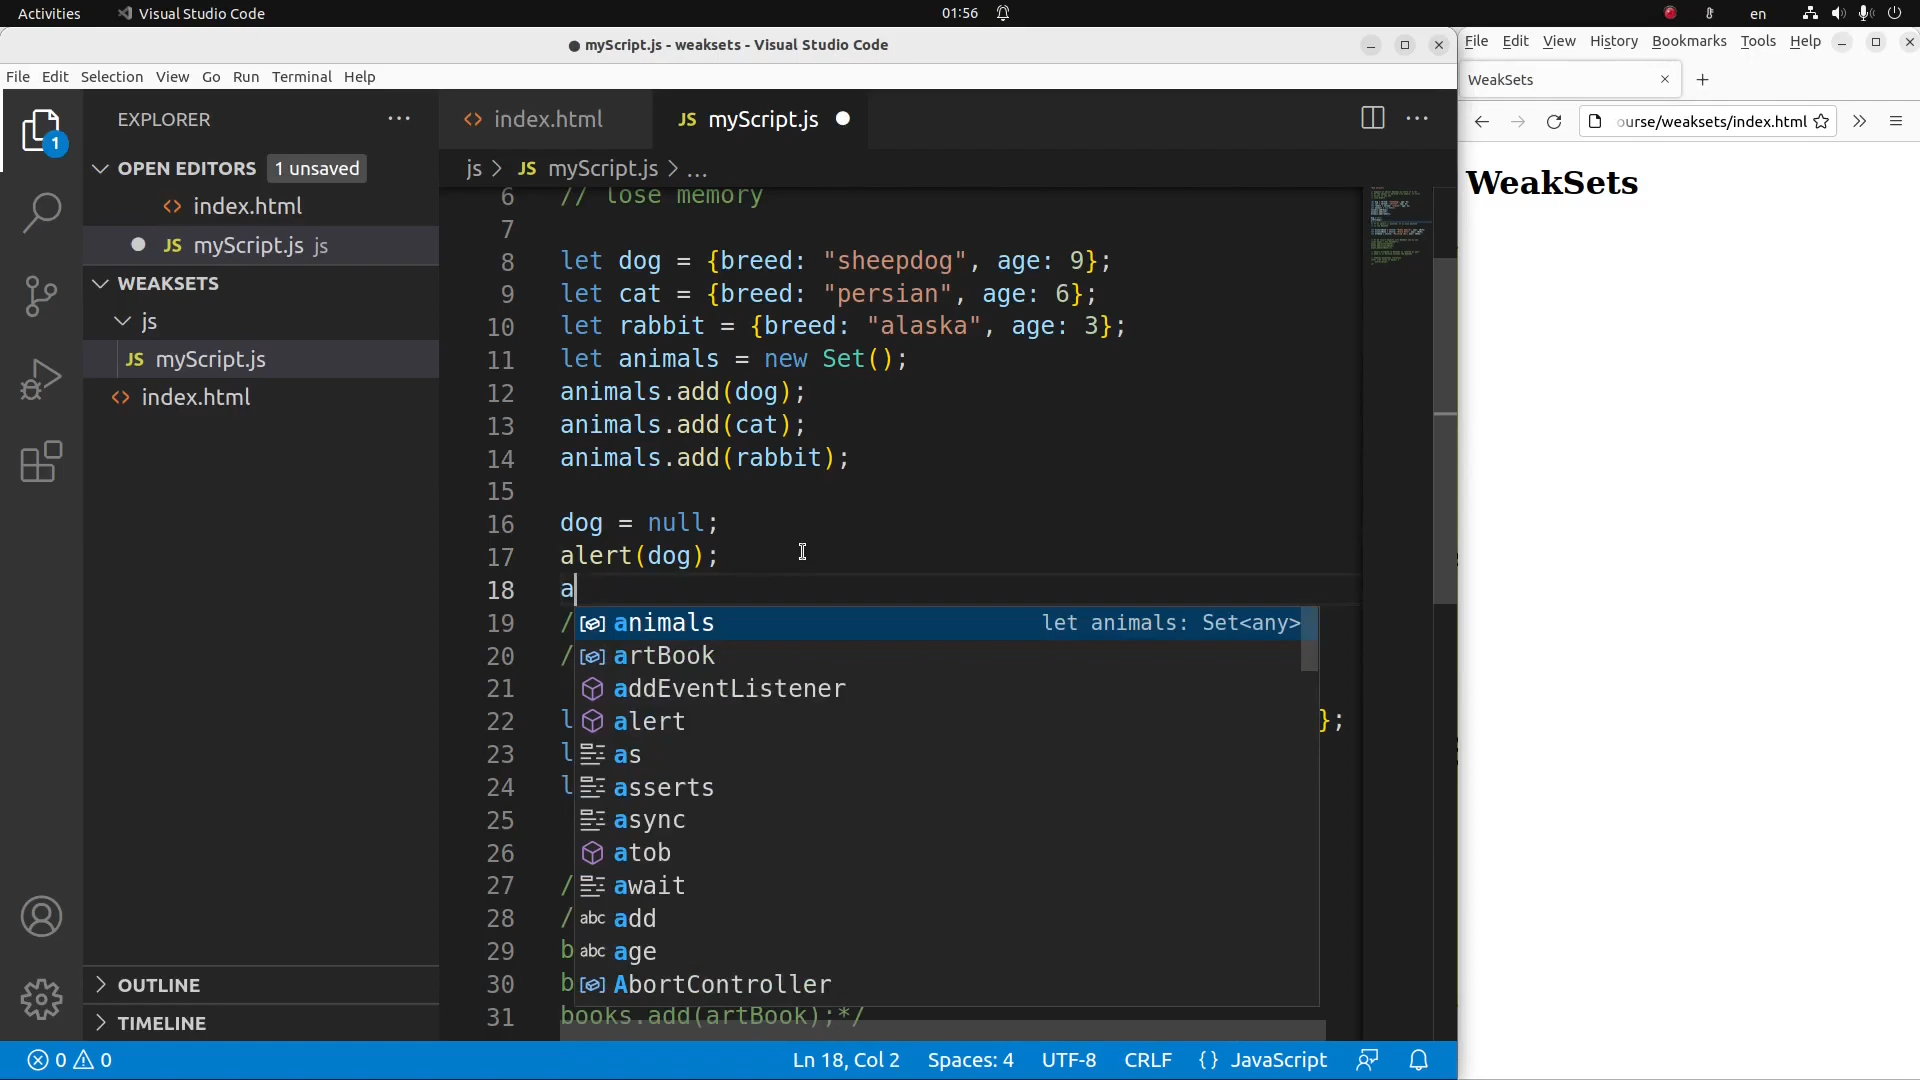 Activities Visual Studio Code 01:56 en
myScript.js - weaksets - Visual Studio Code
File Edit Selection View Go Run Terminal Help
EXPLORER
OPEN EDITORS 1 unsaved
index.html
myScript.js js
WEAKSETS
js
JS myScript.js
index.html
OUTLINE
TIMELINE
index.html JS myScript.js
js > JS myScript.js > ...
6 // lose memory
7
8 let dog = {breed: "sheepdog", age: 9};
9 let cat = {breed: "persian", age: 6};
10 let rabbit = {breed: "alaska", age: 3};
11 let animals = new Set();
12 animals.add(dog);
13 animals.add(cat);
14 animals.add(rabbit);
15
16 dog = null;
17 alert(dog);
18 a
19 /
20 /
21
22 l };
23 l
24 l
25
26
27 /
28 /
29 b
30 b
31 books.add(artBook);*/
animals let animals: Set<any>
artBook
addEventListener
alert
as
asserts
async
atob
await
abc add
abc age
AbortController
0 0 Ln 18, Col 2 Spaces: 4 UTF-8 CRLF {} JavaScript
File Edit View History Bookmarks Tools Help
WeakSets
ourse/weaksets/index.html
WeakSets